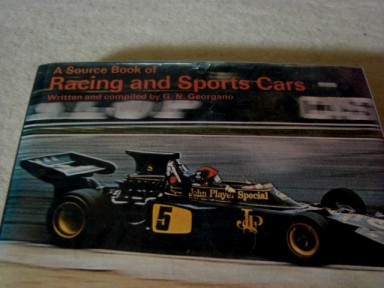 A Source Book of
Racing and Sports Cars
Written and compiled by G. N. Georgano
John Player Special
5
JPS